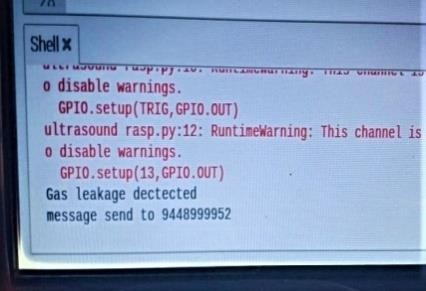 Shell x
ultrasound rasp.py:10: RuntimeWarning: This channel is
o disable warnings.
GPIO.setup(TRIG,GPIO.OUT)
ultrasound rasp.py:12: RuntimeWarning: This channel is
o disable warnings.
GPIO.setup(13,GPIO.OUT)
Gas leakage dectected
message send to 9448999952